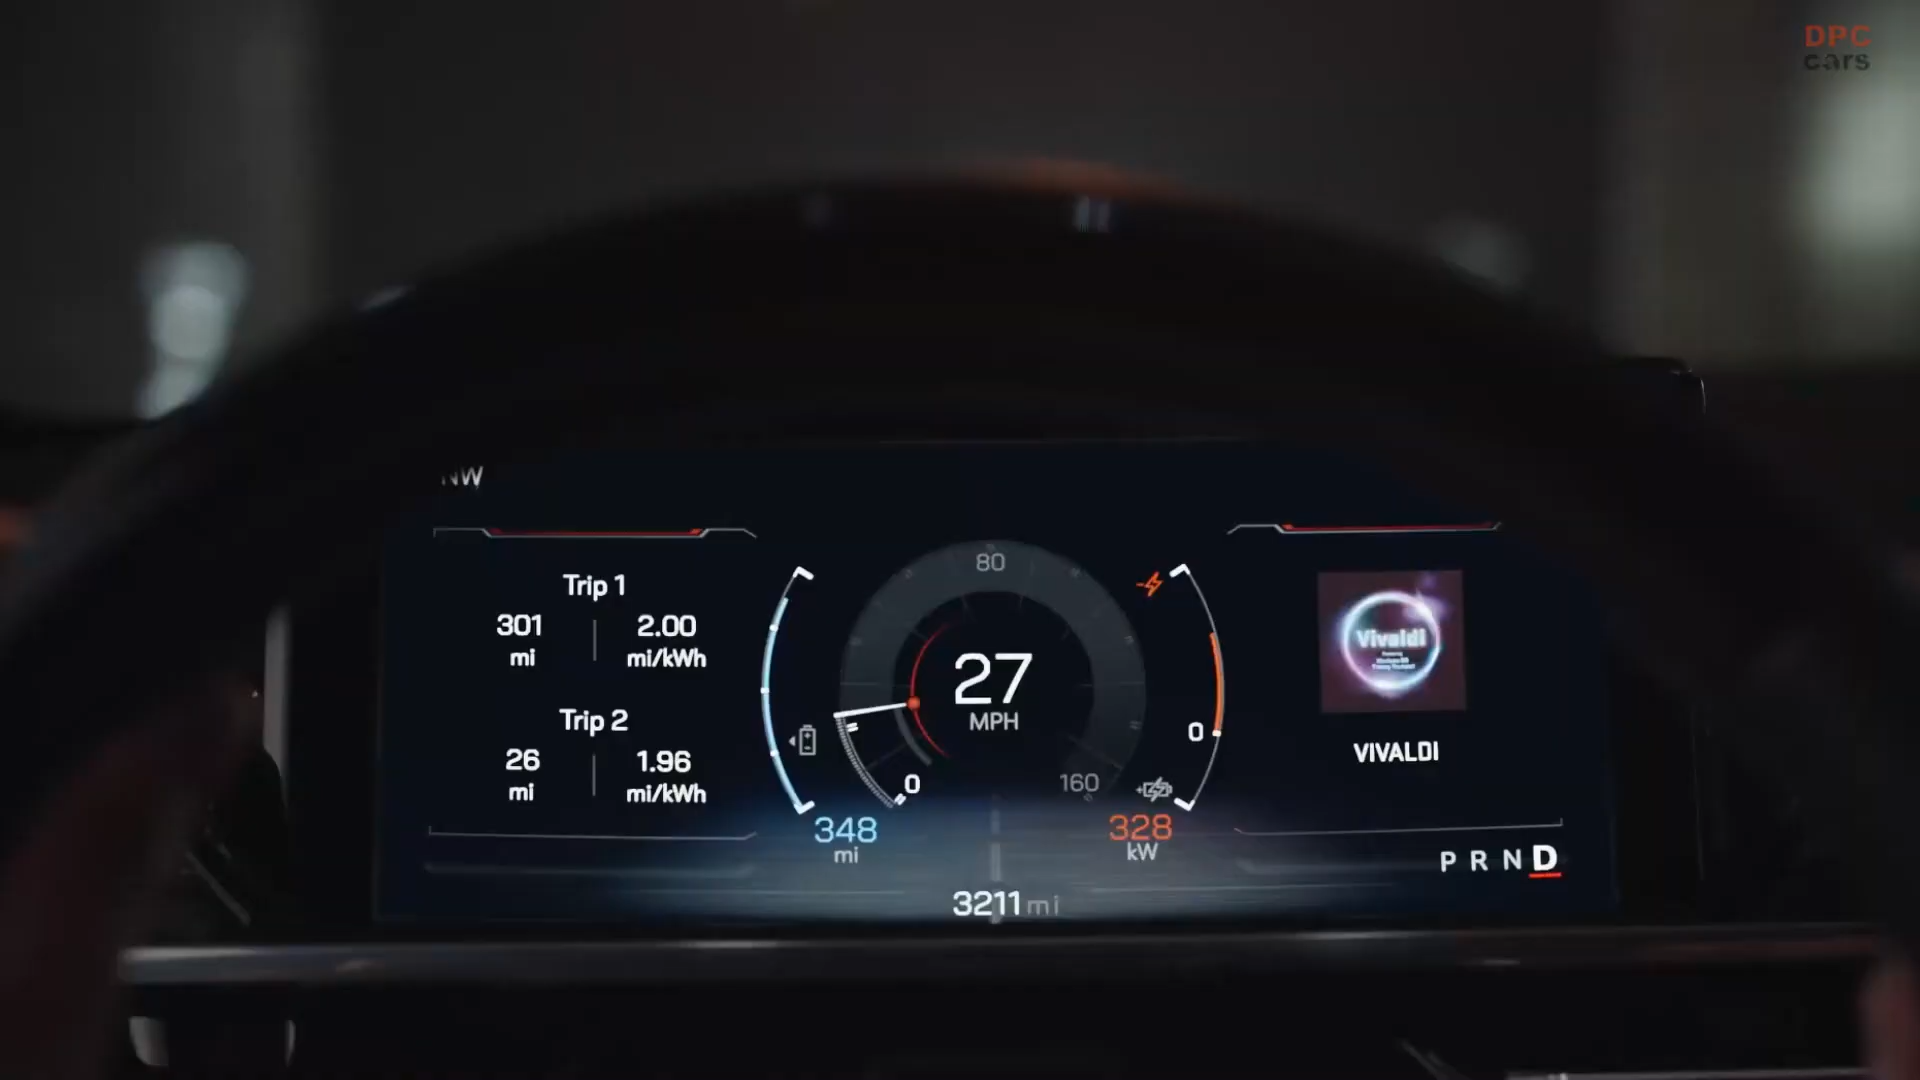 DPC
cars
NW
Trip 1
301
mi
2.00
mi/kWh
Trip 2
26
mi
1.96
mi/kWh
80
27
MPH
0
160
0
348
mi
328
kW
3211 mi
Vivaldi
VIVALDI
P R N D